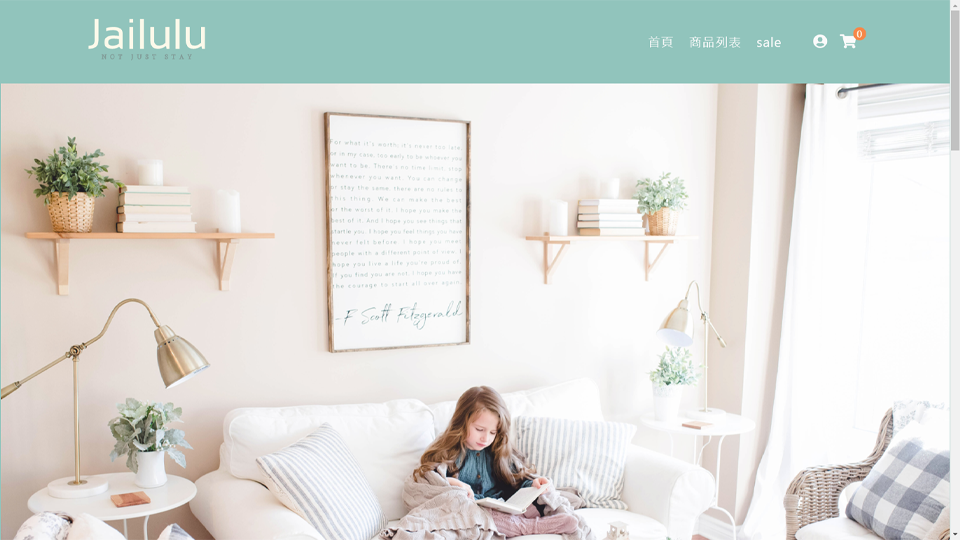 Jailulu
NOT JUST STAY
首頁 商品列表 sale
0
For what it's worth: it's never too late,
or in my case, too early to be whoever you
want to be. There's no time limit, stop
whenever you want. You can change
or stay the same, there are no rules to
this thing. We can make the best
or the worst of it. I hope you make the
best of it. And I hope you see things that
startle you. I hope you feel things you
have never felt before. I hope you meet
people with a different point of view. I
hope you live a life you're proud of.
If you find you are not, I hope you have
the courage to start all over again.
-F Scott Fitzgerald